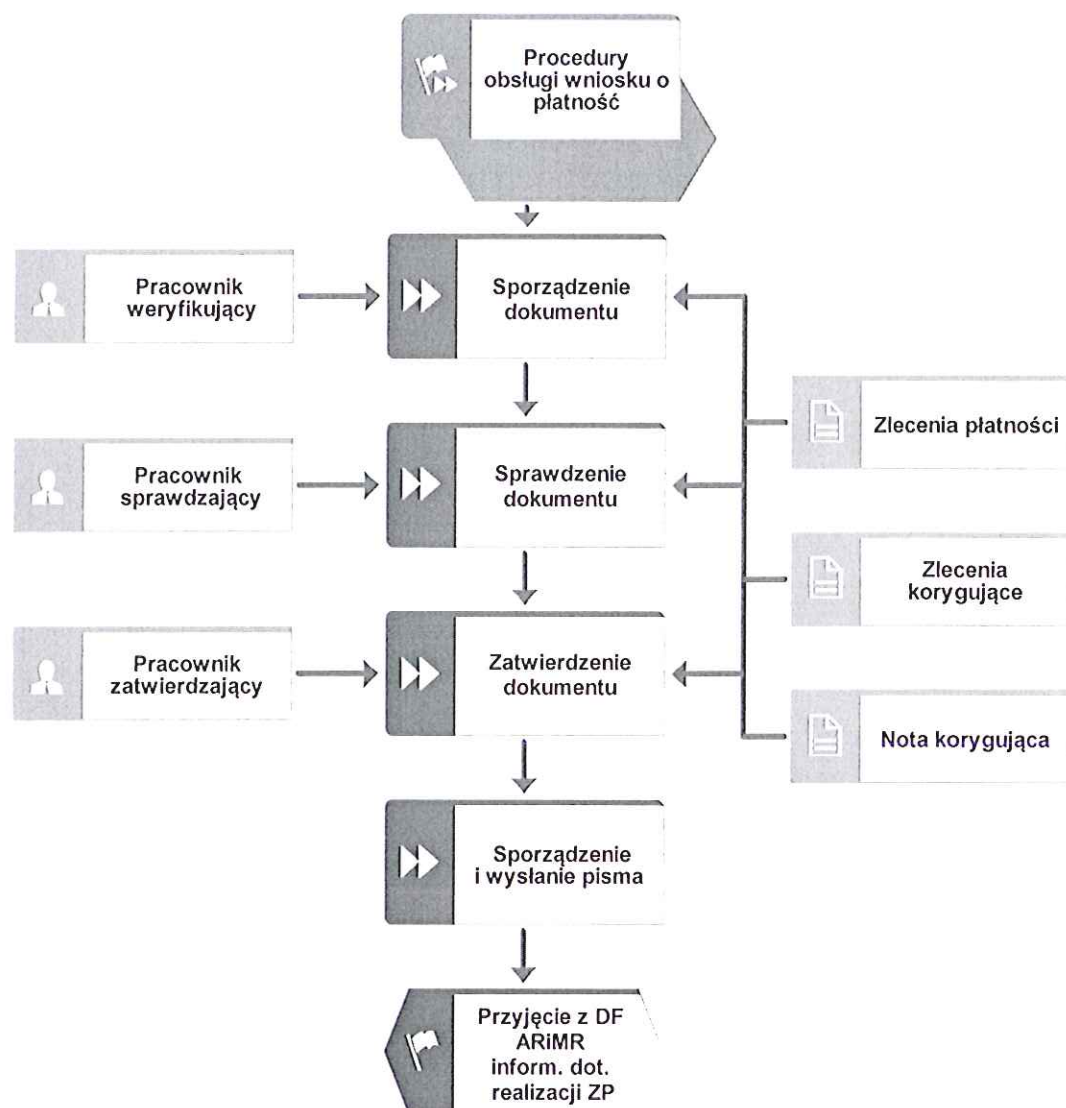 Procedury
obsługi wniosku o
płatność
Pracownik
weryfikujący
Sporządzenie
dokumentu
Zlecenia płatności
Pracownik
sprawdzający
Sprawdzenie
dokumentu
Zlecenia
korygujące
Pracownik
zatwierdzający
Zatwierdzenie
dokumentu
Nota korygująca
Sporządzenie
i wysłanie pisma
Przyjęcie z DF
ARiMR
inform. dot.
realizacji ZP